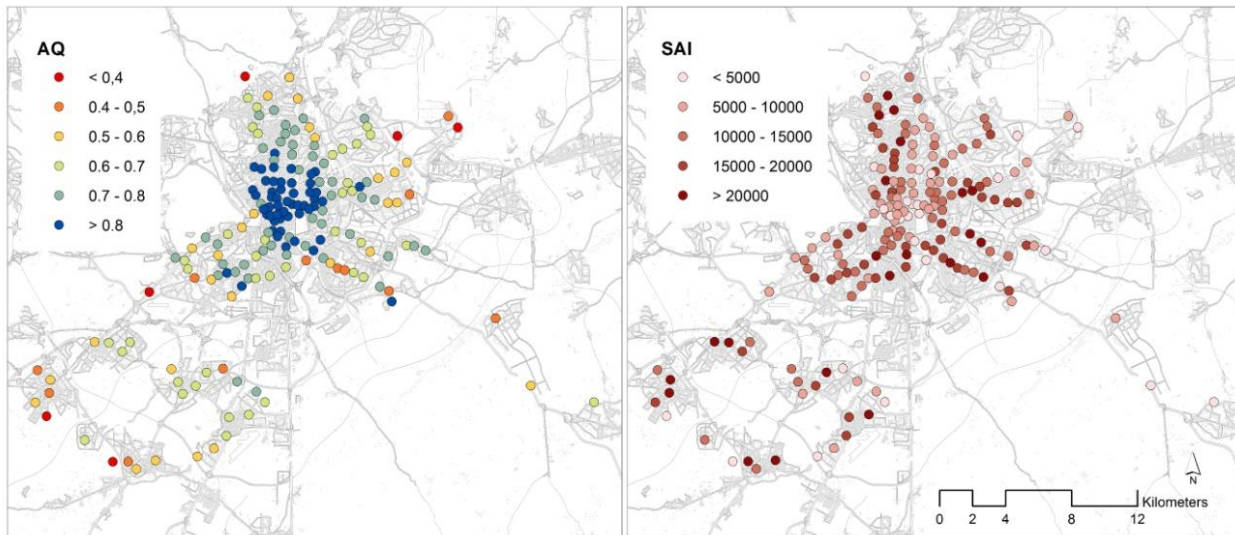 AQ
< 0,4
0.4 - 0,5
0.5 - 0.6
0.6 - 0.7
0.7 - 0.8
> 0.8
SAI
< 5000
5000 - 10000
10000 - 15000
15000 - 20000
> 20000
N
Kilometers
0 2 4 8 12